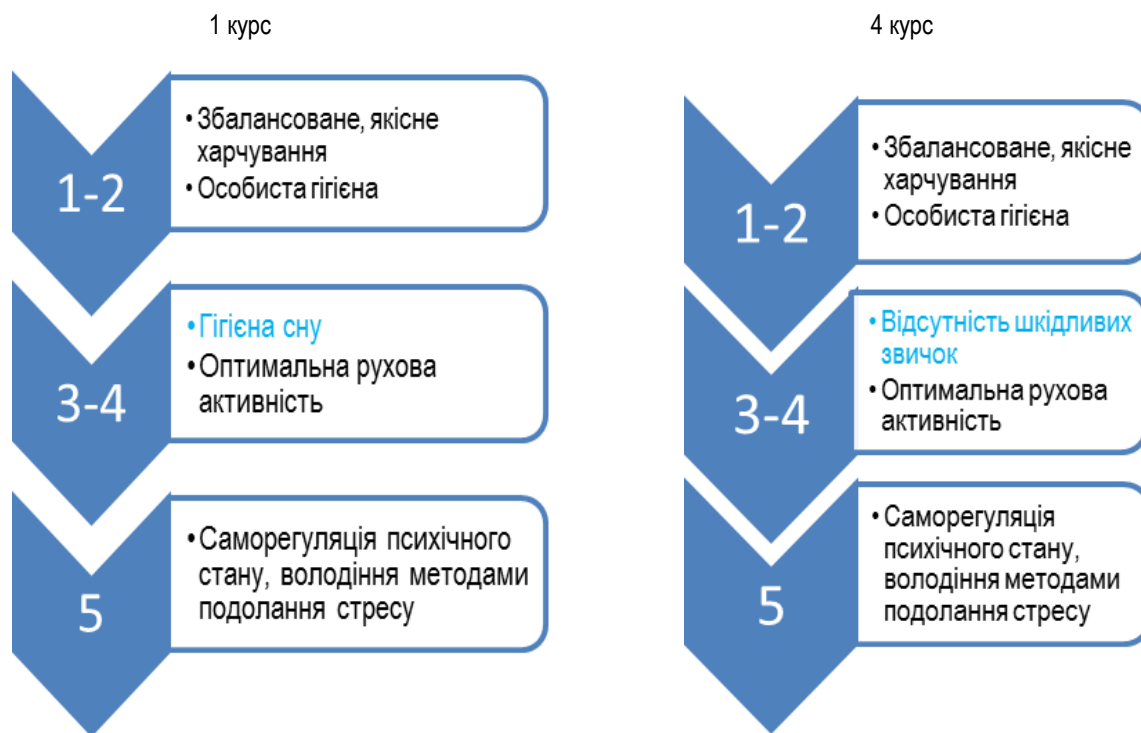 1 курс
1-2
• Збалансоване, якісне
харчування
• Особиста гігієна
3-4
• Гігієна сну
• Оптимальна рухова
активність
5
• Саморегуляція психічного
стану, володіння методами
подолання стресу
4 курс
1-2
• Збалансоване, якісне
харчування
• Особиста гігієна
3-4
• Відсутність шкідливих
звичок
• Оптимальна рухова
активність
5
• Саморегуляція
психічного стану,
володіння методами
подолання стресу